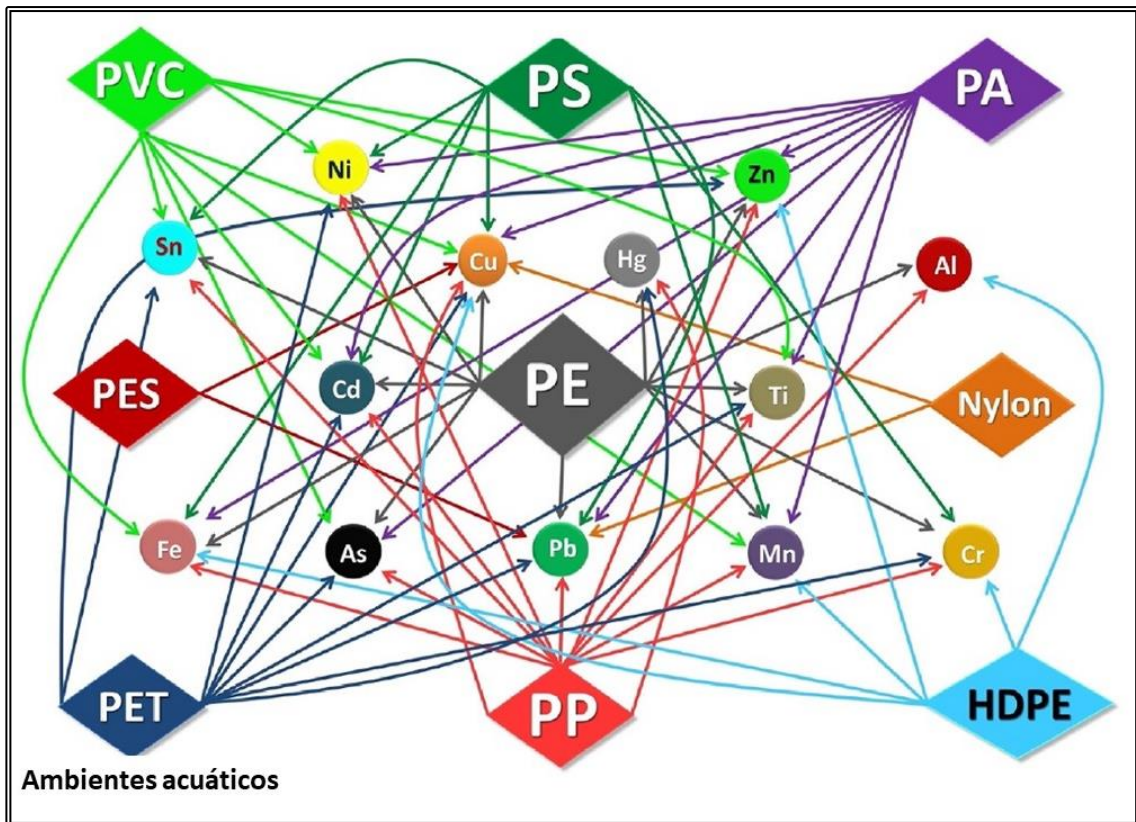 PVC
PS
PA
Ni
Zn
Sn
Cu
Hg
Al
PES
Cd
PE
Ti
Nylon
Fe
As
Pb
Mn
Cr
PET
PP
HDPE
Ambientes acuáticos